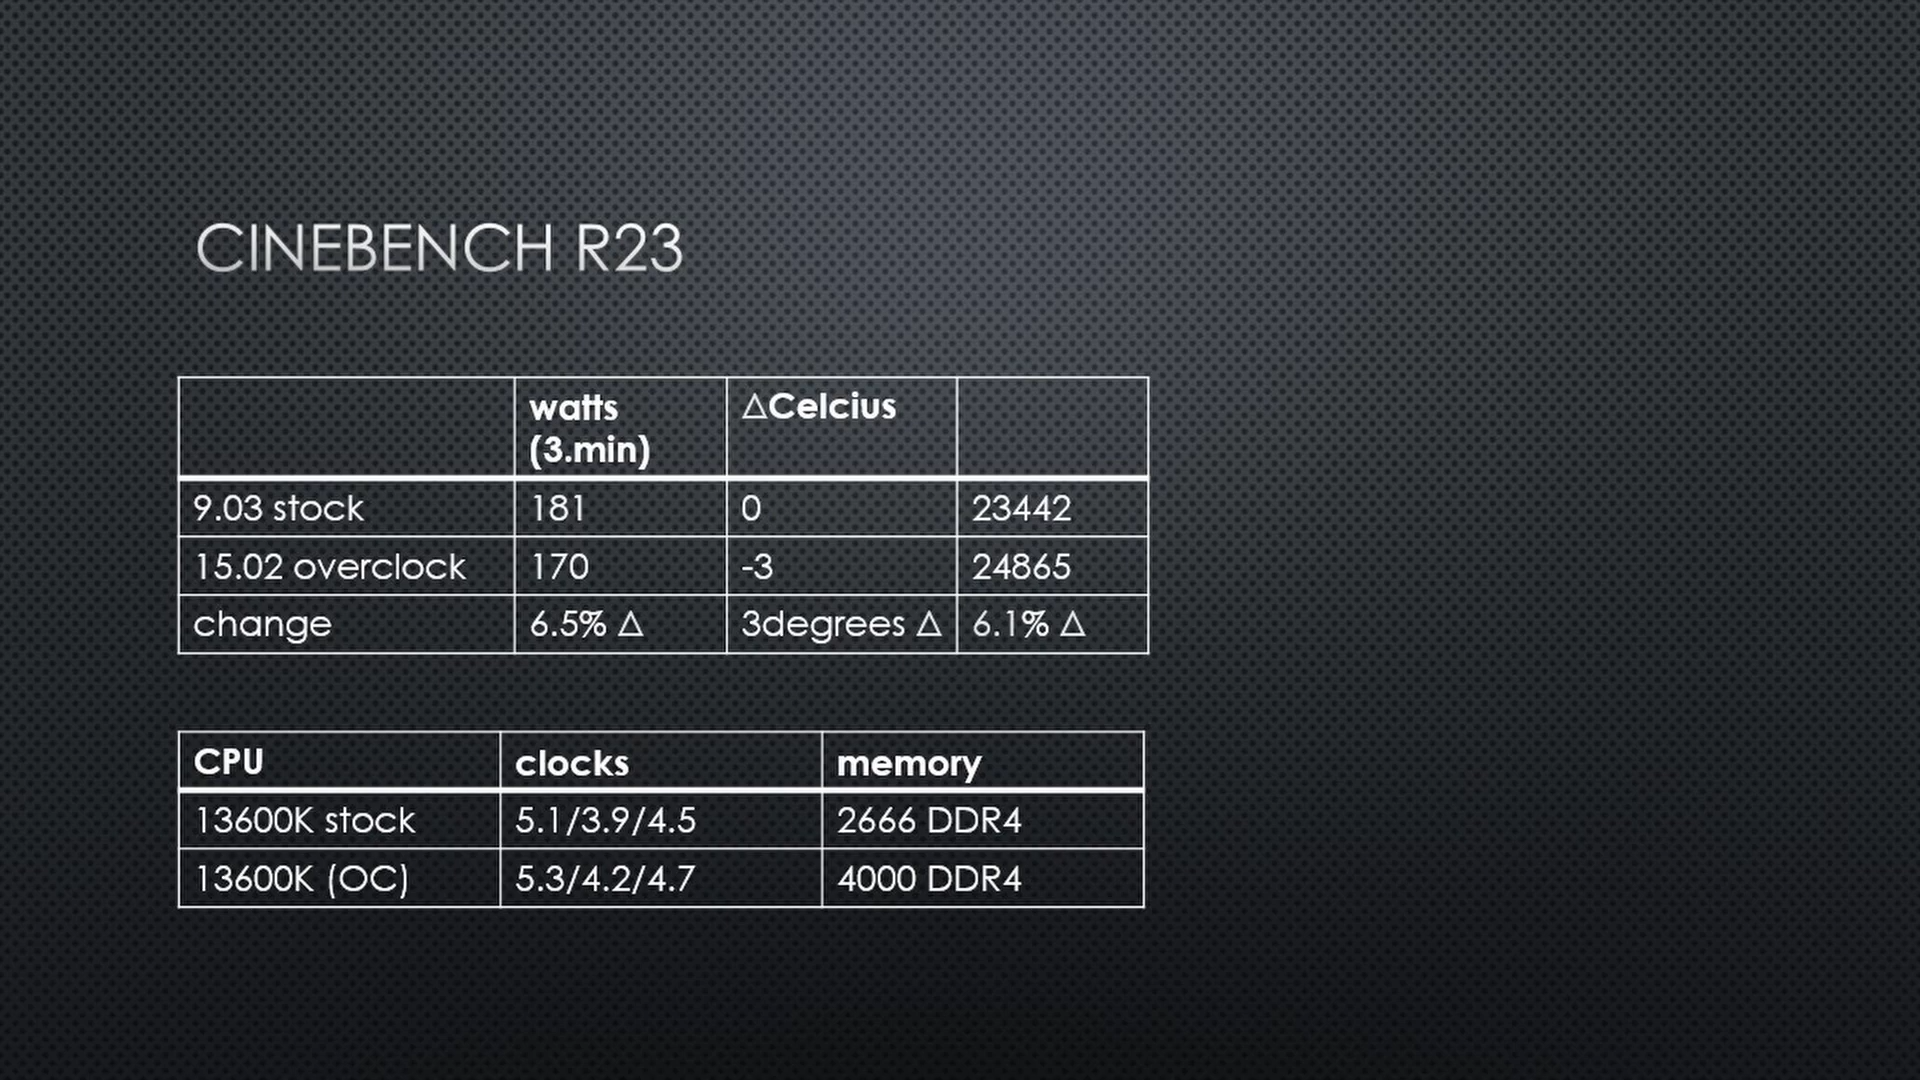 CINEBENCH R23
watts (3.min) △Celcius
9.03 stock 181 0 23442
15.02 overclock 170 -3 24865
change 6.5% Δ 3degrees Δ 6.1% Δ
CPU clocks memory
13600K stock 5.1/3.9/4.5 2666 DDR4
13600K (OC) 5.3/4.2/4.7 4000 DDR4